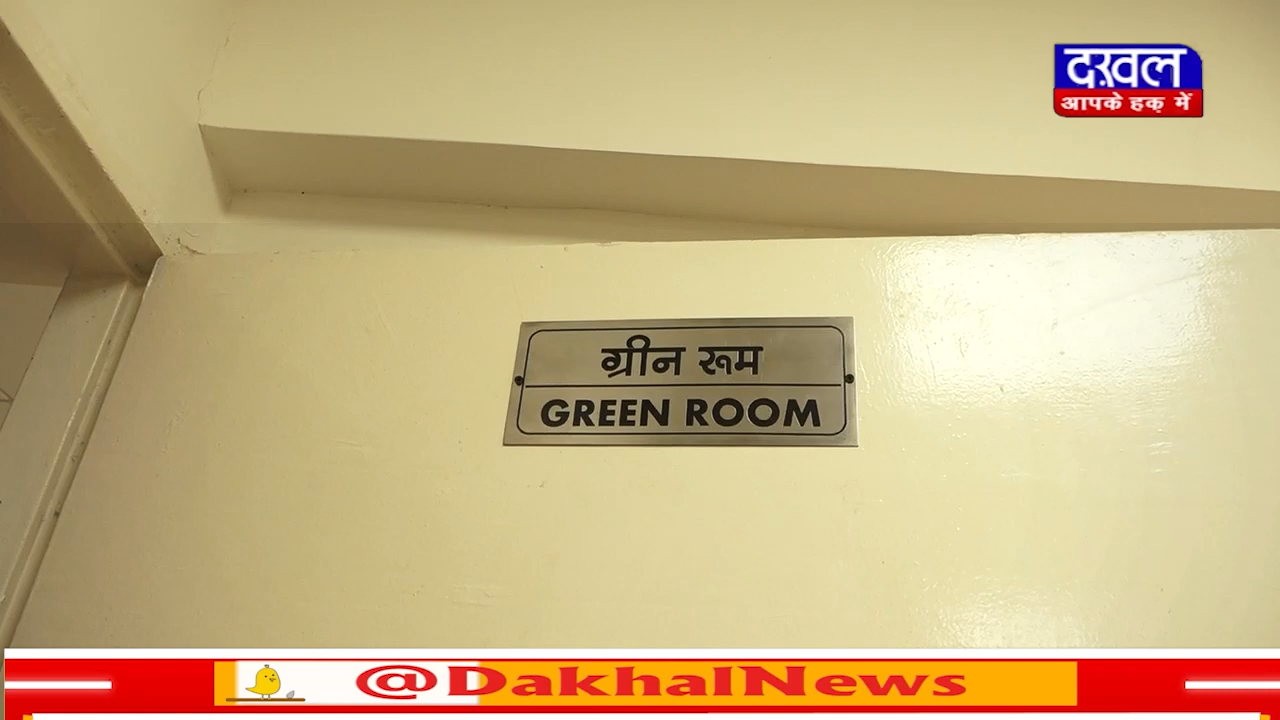 दख़ल
आपके हक़ में
ग्रीन रूम
GREEN ROOM
@DakhalNews